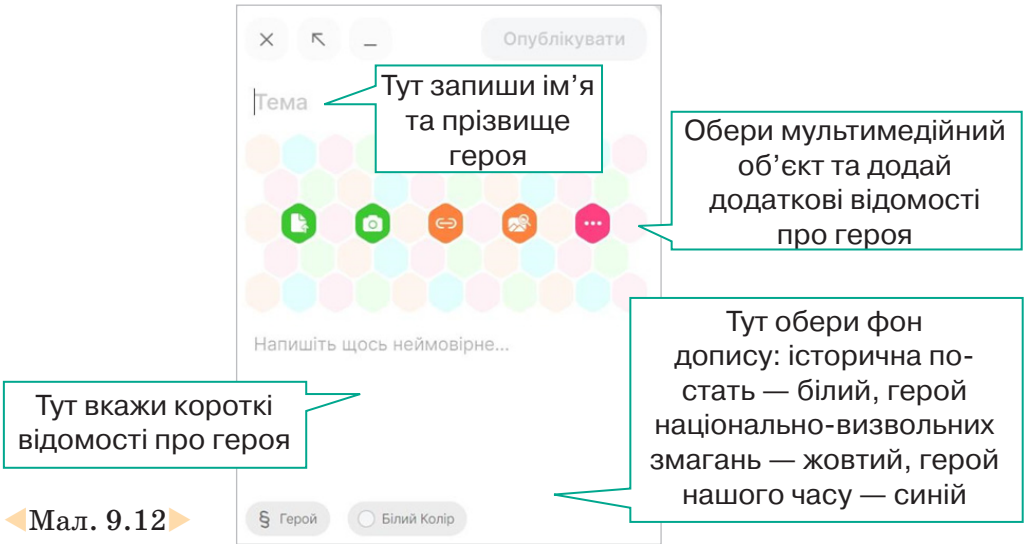 Опублікувати
Тема
Тут запиши ім’я
та прізвище
героя
Обери мультимедійний
об’єкт та додай
додаткові відомості
про героя
Напишіть щось неймовірне...
Тут вкажи короткі
відомості про героя
Тут обери фон
допису: історична по-
стать — білий, герой
національно-визвольних
змагань — жовтий, герой
нашого часу — синій
§ Герой
Білий Колір
Мал. 9.12